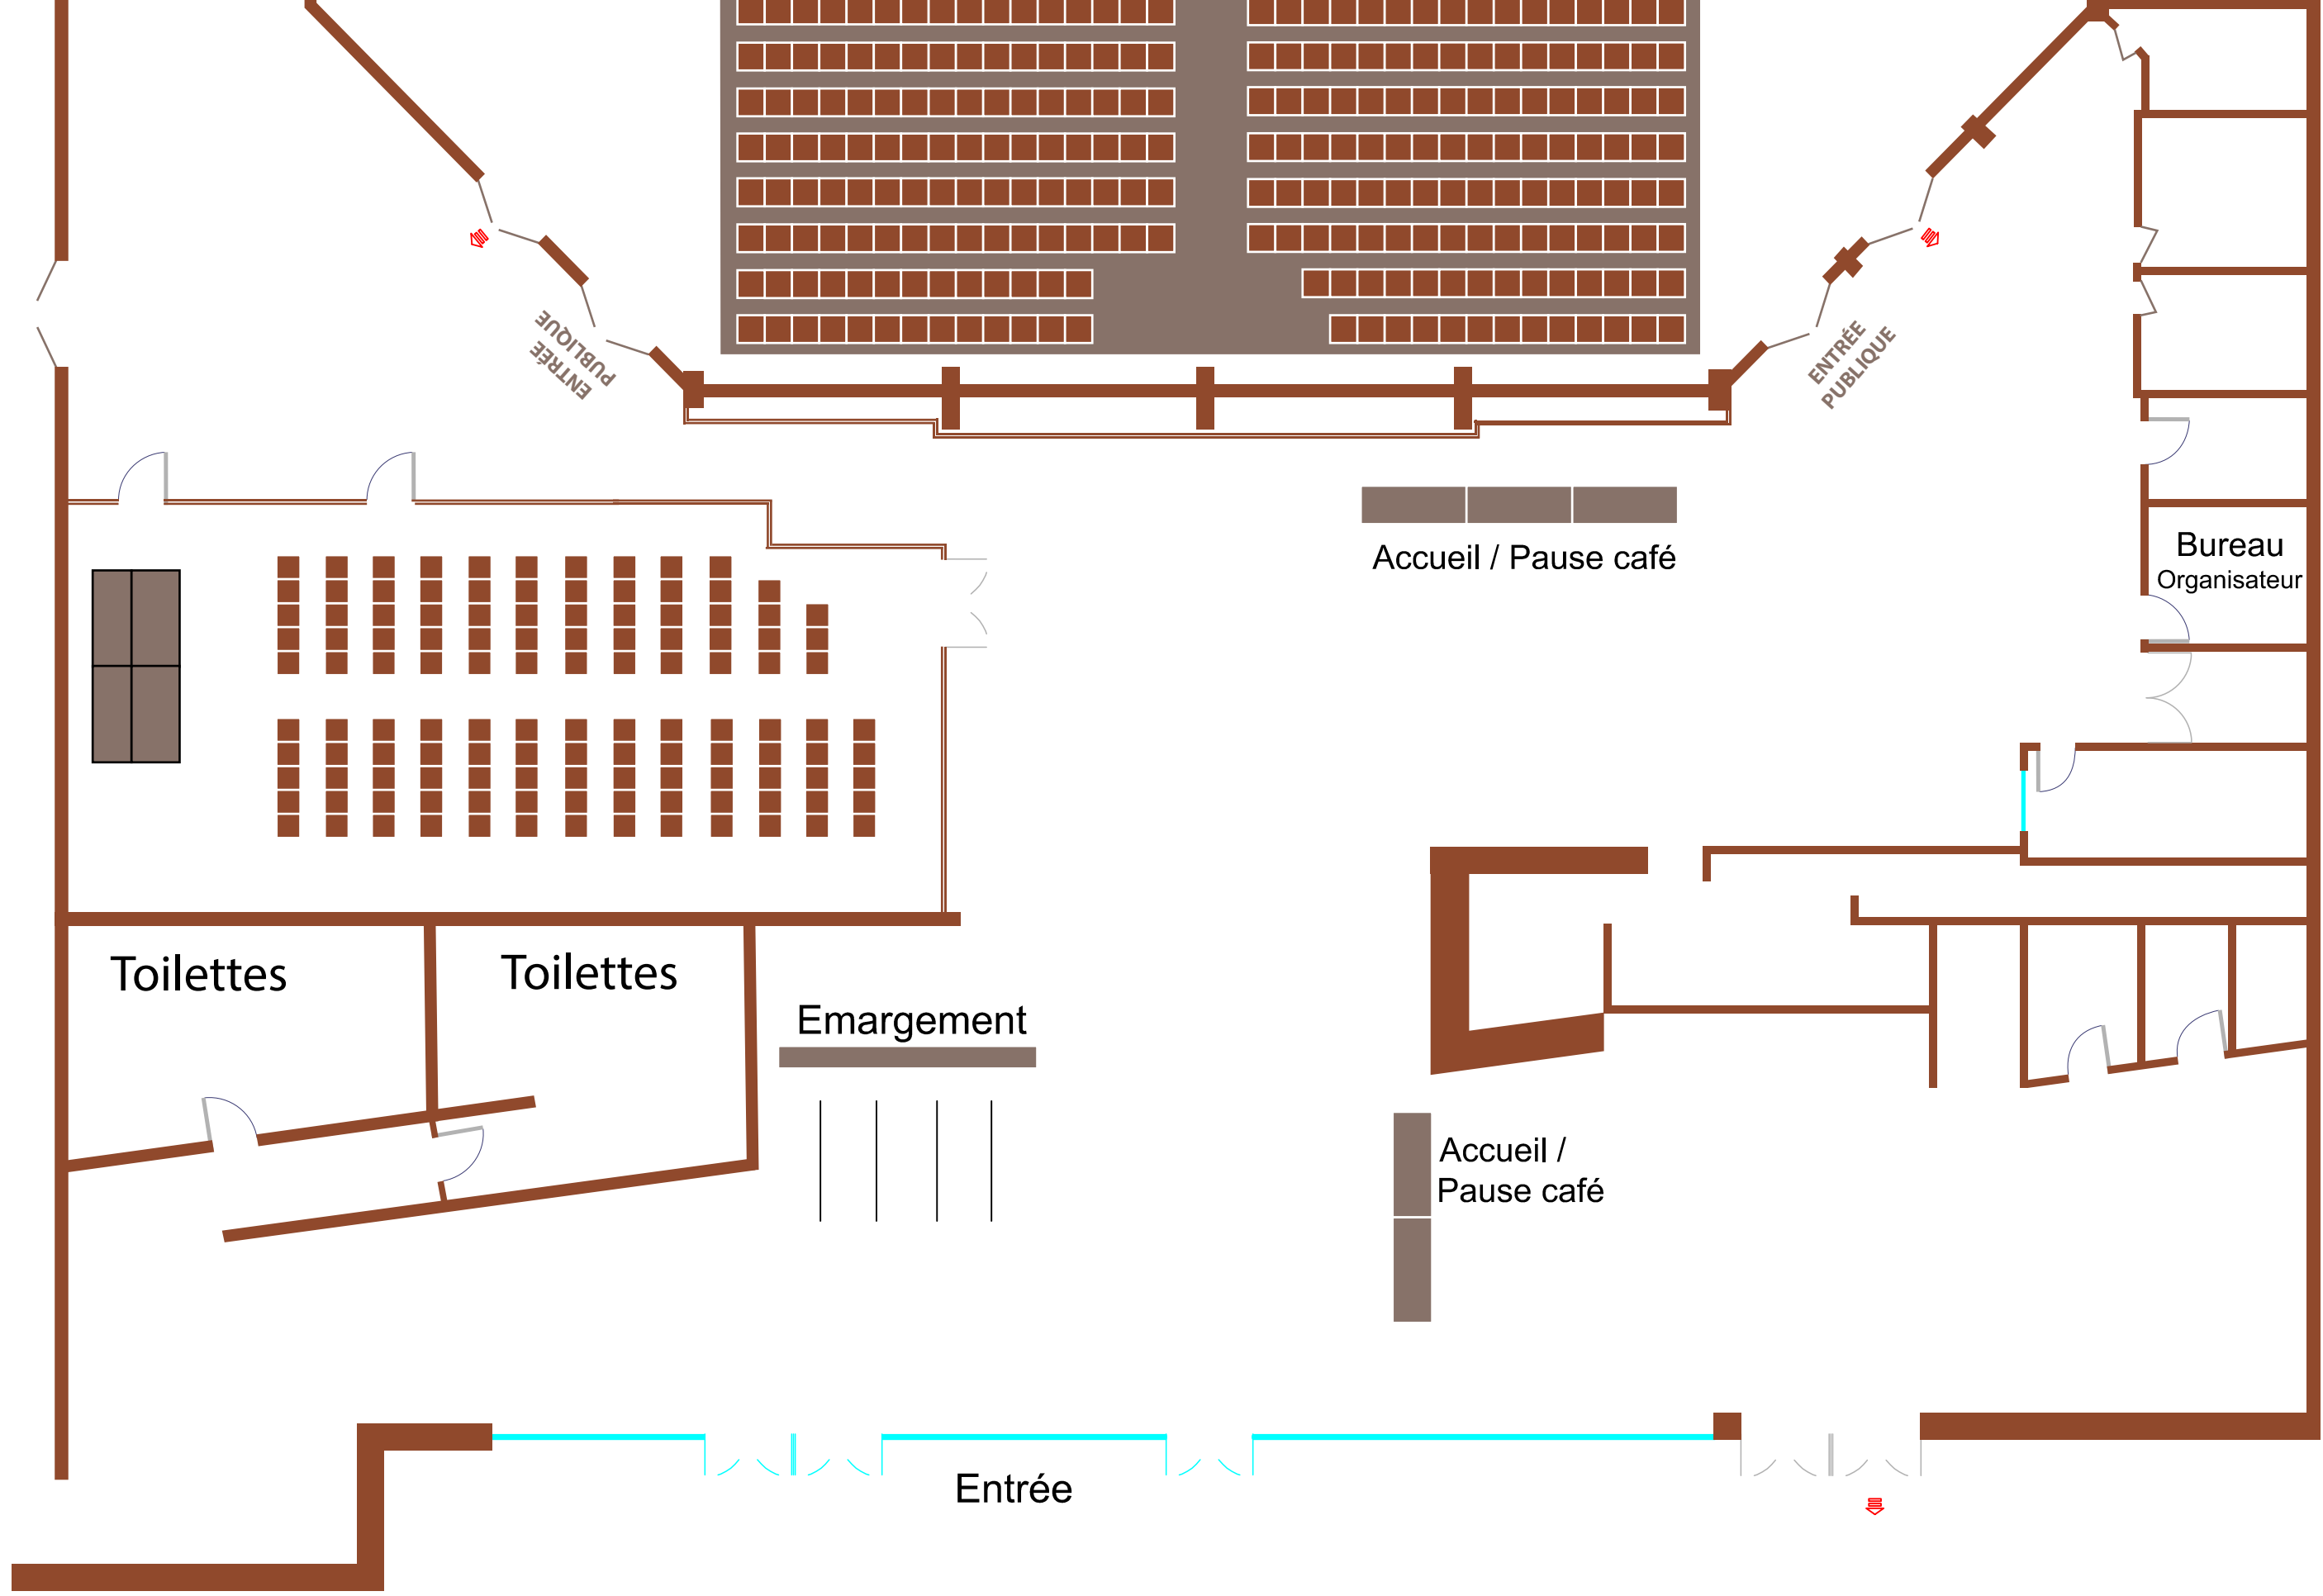 ENTRÉE
PUBLIQUE
ENTRÉE
PUBLIQUE
Accueil / Pause café
Bureau
Organisateur
Toilettes
Toilettes
Emargement
Accueil /
Pause café
Entrée